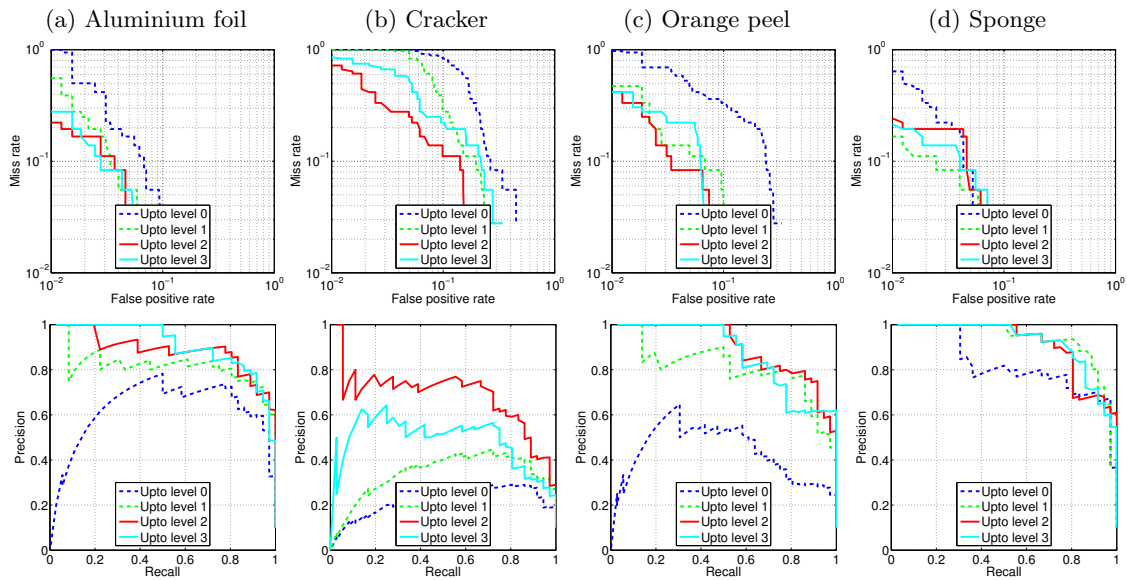 (a) Aluminium foil (b) Cracker (c) Orange peel (d) Sponge
10^0 10^0 10^0 10^0
Miss rate Miss rate Miss rate Miss rate
10^-1 10^-1 10^-1 10^-1
Upto level 0 Upto level 0 Upto level 0 Upto level 0
Upto level 1 Upto level 1 Upto level 1 Upto level 1
Upto level 2 Upto level 2 Upto level 2 Upto level 2
Upto level 3 Upto level 3 Upto level 3 Upto level 3
10^-2 10^-2 10^-2 10^-2
10^-2 10^-1 10^0 10^-2 10^-1 10^0 10^-2 10^-1 10^0 10^-2 10^-1 10^0
False positive rate False positive rate False positive rate False positive rate
1 1 1 1
0.8 0.8 0.8 0.8
0.6 0.6 0.6 0.6
Precision Precision Precision Precision
0.4 0.4 0.4 0.4
0.2 0.2 0.2 0.2
Upto level 0 Upto level 0 Upto level 0 Upto level 0
Upto level 1 Upto level 1 Upto level 1 Upto level 1
Upto level 2 Upto level 2 Upto level 2 Upto level 2
Upto level 3 Upto level 3 Upto level 3 Upto level 3
0 0 0 0
0 0.2 0.4 0.6 0.8 1 0 0.2 0.4 0.6 0.8 1 0 0.2 0.4 0.6 0.8 1 0 0.2 0.4 0.6 0.8 1
Recall Recall Recall Recall